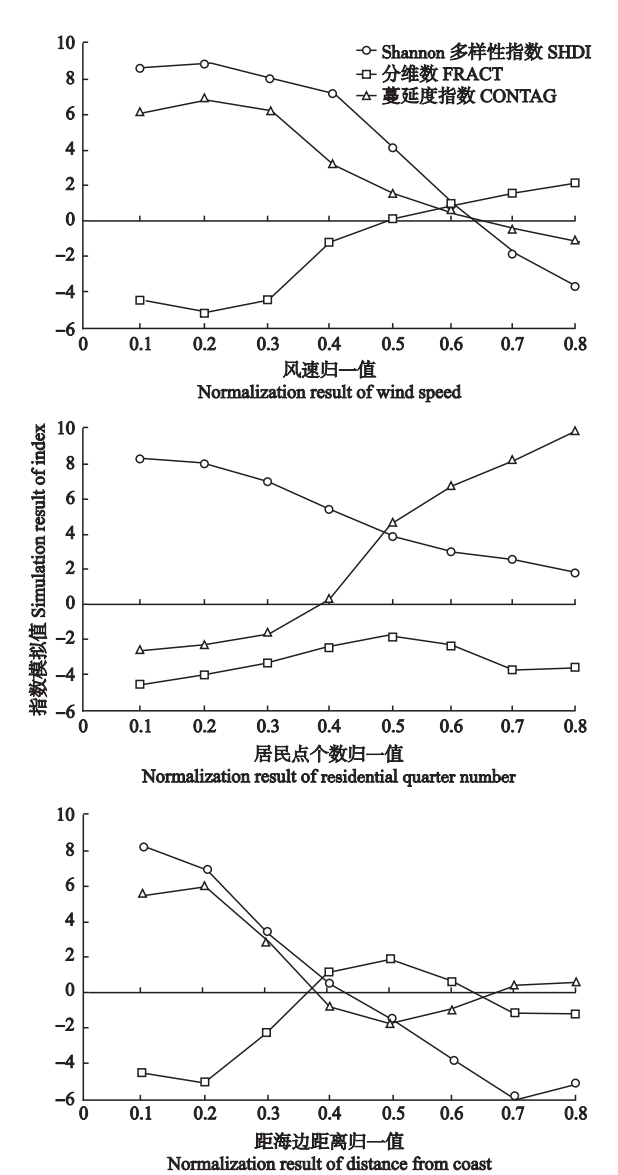 10
8
6
4
2
0
−2
−4
−6
Shannon 多样性指数 SHDI
分维数 FRACT
蔓延度指数 CONTAG
0 0.1 0.2 0.3 0.4 0.5 0.6 0.7 0.8
风速归一值
Normalization result of wind speed
指数模拟值 Simulation result of index
10
8
6
4
2
0
−2
−4
−6
0 0.1 0.2 0.3 0.4 0.5 0.6 0.7 0.8
居民点个数归一值
Normalization result of residential quarter number
10
8
6
4
2
0
−2
−4
−6
0 0.1 0.2 0.3 0.4 0.5 0.6 0.7 0.8
距海边距离归一值
Normalization result of distance from coast